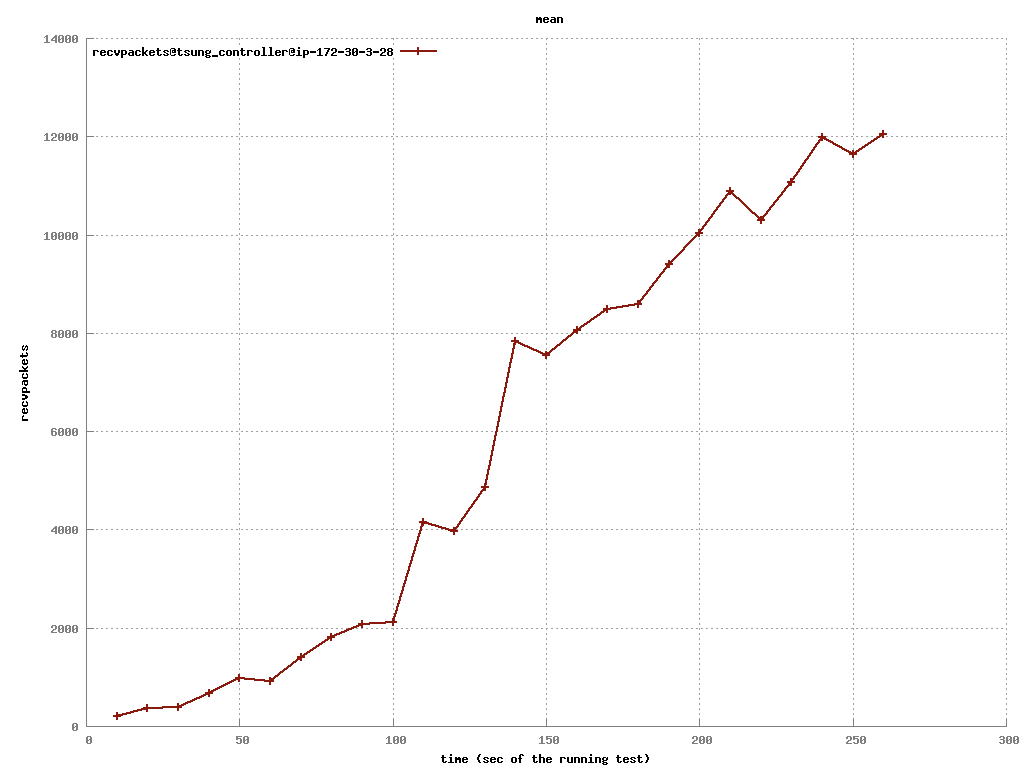 mean
14000
recvpackets@tsung_controller@ip-172-30-3-28
12000
10000
8000
recvpackets
6000
4000
2000
0
0 50 100 150 200 250 300
time (sec of the running test)